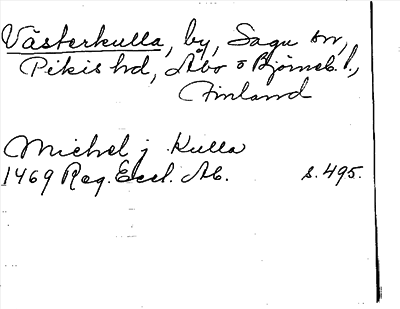 Västerkulla, by, Sagu sn,
Pikis hd, Åbo o Björneb. l.,
Finland
Michel j Kulla
1469 Reg. Eccl. Ab. s. 495.